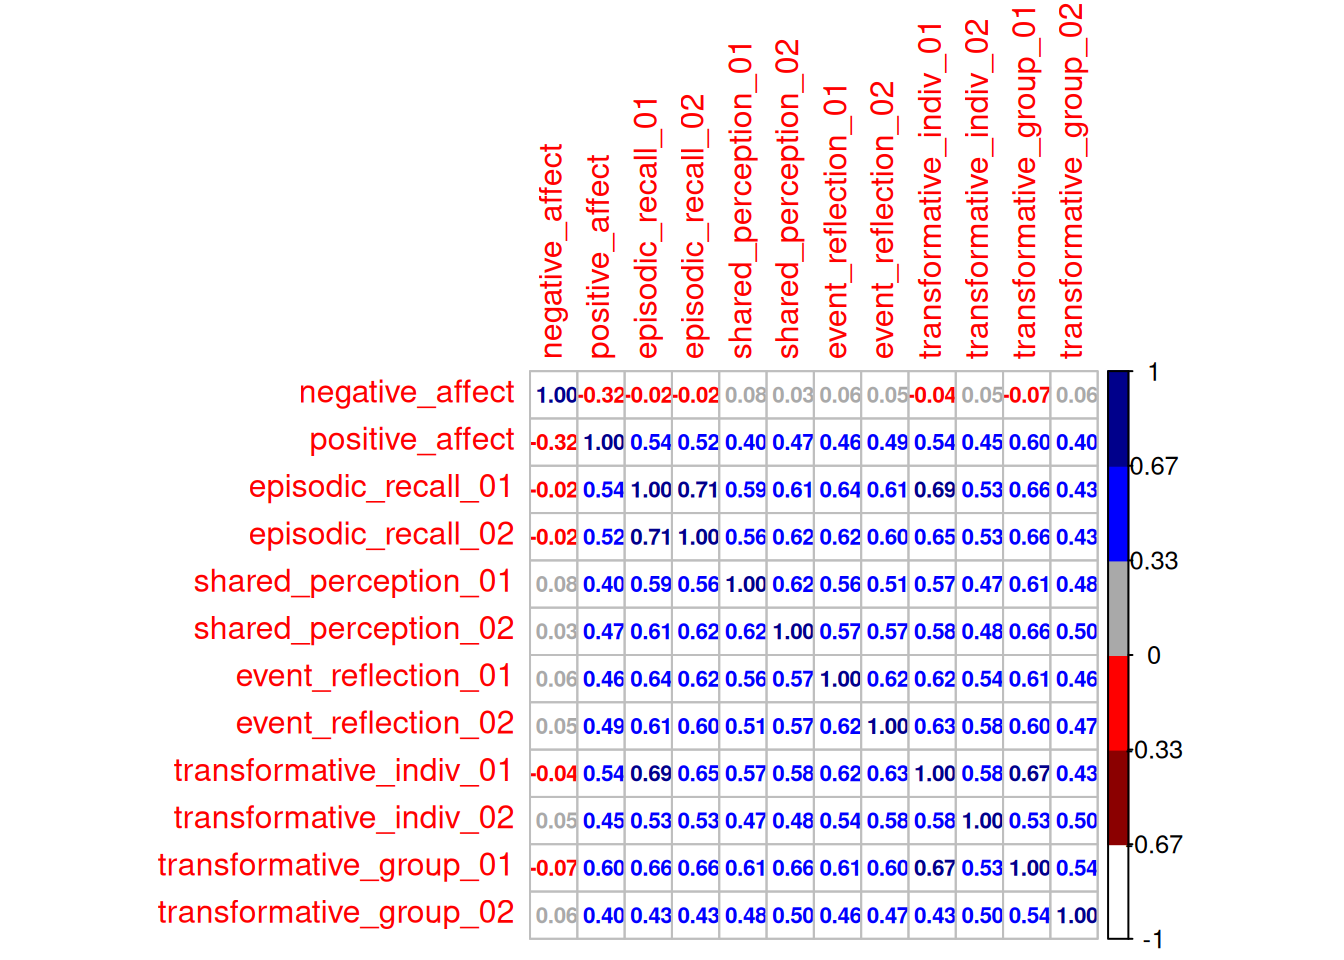 negative_affect
positive_affect
episodic_recall_01
episodic_recall_02
shared_perception_01
shared_perception_02
event_reflection_01
event_reflection_02
transformative_indiv_01
transformative_indiv_02
transformative_group_01
transformative_group_02
negative_affect 1.00 -0.32 -0.02 -0.02 0.08 0.03 0.06 0.05 -0.04 0.05 -0.07 0.06
positive_affect -0.32 1.00 0.54 0.52 0.40 0.47 0.46 0.49 0.54 0.45 0.60 0.40
episodic_recall_01 -0.02 0.54 1.00 0.71 0.59 0.61 0.64 0.61 0.69 0.53 0.66 0.43
episodic_recall_02 -0.02 0.52 0.71 1.00 0.56 0.62 0.62 0.60 0.65 0.53 0.66 0.43
shared_perception_01 0.08 0.40 0.59 0.56 1.00 0.62 0.56 0.51 0.57 0.47 0.61 0.48
shared_perception_02 0.03 0.47 0.61 0.62 0.62 1.00 0.57 0.57 0.58 0.48 0.66 0.50
event_reflection_01 0.06 0.46 0.64 0.62 0.56 0.57 1.00 0.62 0.62 0.54 0.61 0.46
event_reflection_02 0.05 0.49 0.61 0.60 0.51 0.57 0.62 1.00 0.63 0.58 0.60 0.47
transformative_indiv_01 -0.04 0.54 0.69 0.65 0.57 0.58 0.62 0.63 1.00 0.58 0.67 0.43
transformative_indiv_02 0.05 0.45 0.53 0.53 0.47 0.48 0.54 0.58 0.58 1.00 0.53 0.50
transformative_group_01 -0.07 0.60 0.66 0.66 0.61 0.66 0.61 0.60 0.67 0.53 1.00 0.54
transformative_group_02 0.06 0.40 0.43 0.43 0.48 0.50 0.46 0.47 0.43 0.50 0.54 1.00
1
0.67
0.33
0
-0.33
-0.67
-1